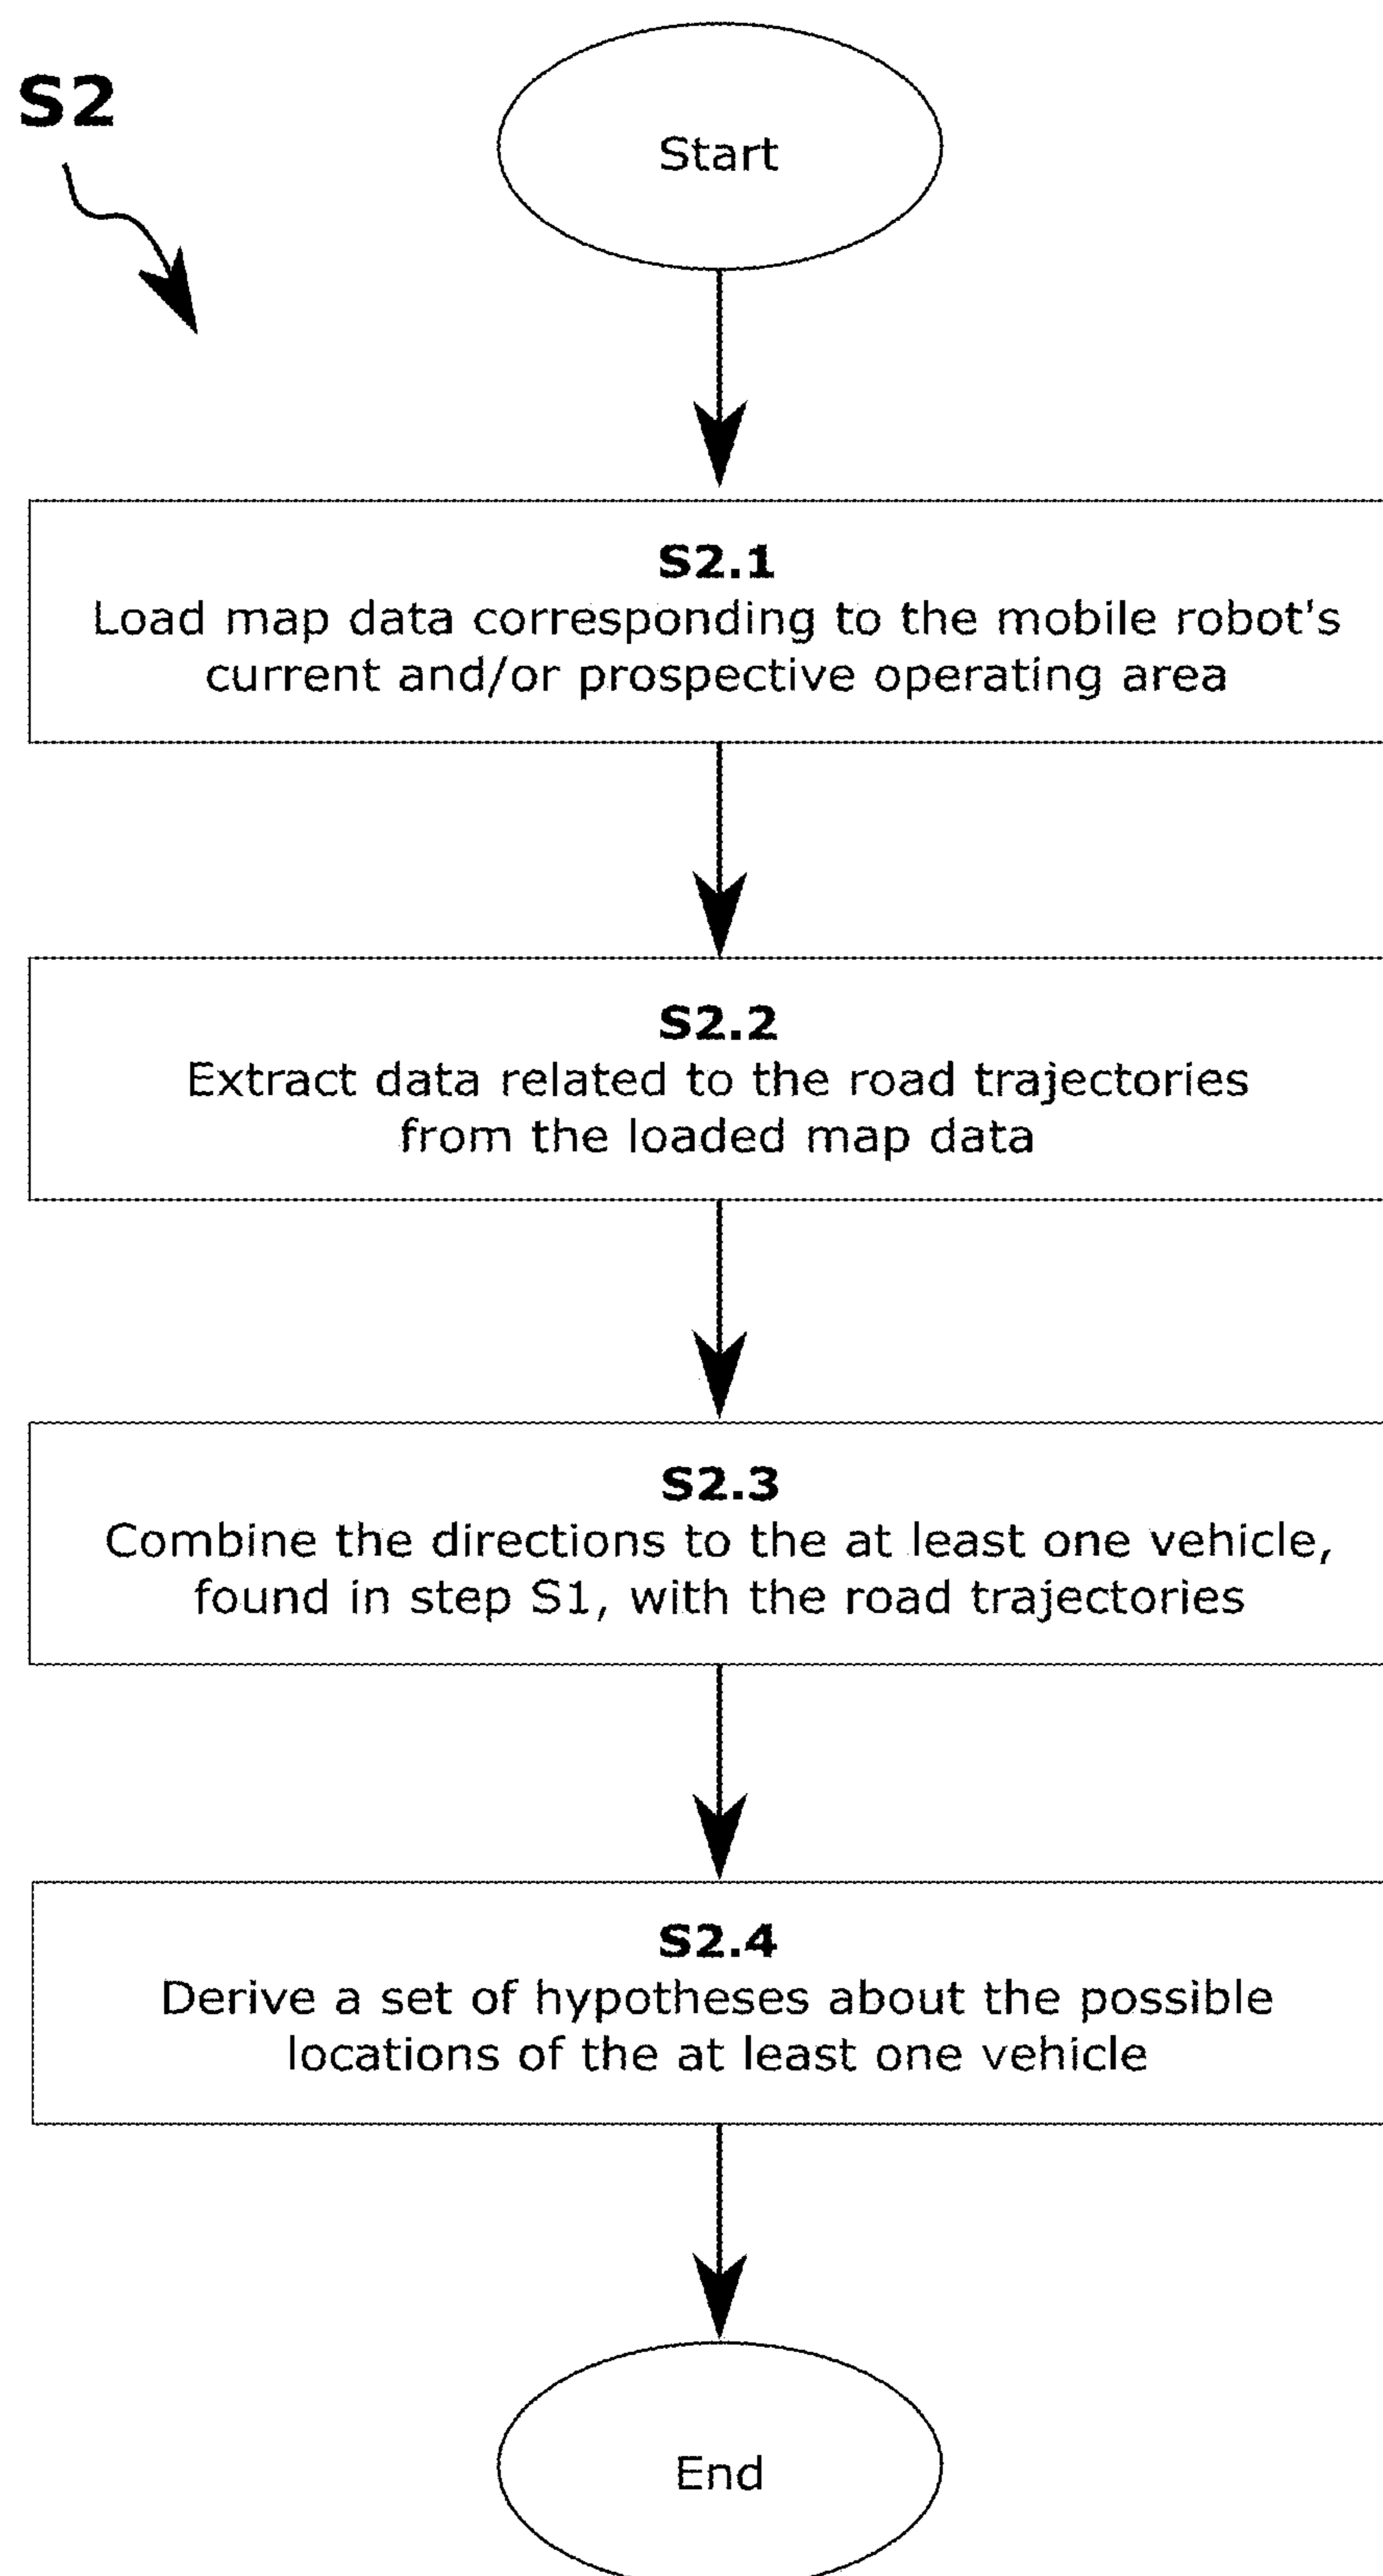 S2
Start
S2.1
Load map data corresponding to the mobile robot's
current and/or prospective operating area
S2.2
Extract data related to the road trajectories
from the loaded map data
S2.3
Combine the directions to the at least one vehicle,
found in step S1, with the road trajectories
S2.4
Derive a set of hypotheses about the possible
locations of the at least one vehicle
End